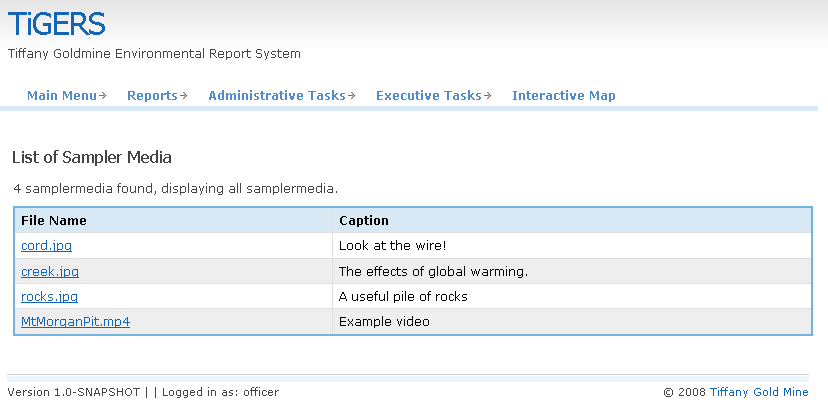 TiGERS
Tiffany Goldmine Environmental Report System
Main Menu Reports Administrative Tasks Executive Tasks Interactive Map
List of Sampler Media
4 samplermedia found, displaying all samplermedia.
File Name Caption
cord.jpg Look at the wire!
creek.jpg The effects of global warming.
rocks.jpg A useful pile of rocks
MtMorganPit.mp4 Example video
Version 1.0-SNAPSHOT | | Logged in as: officer © 2008 Tiffany Gold Mine